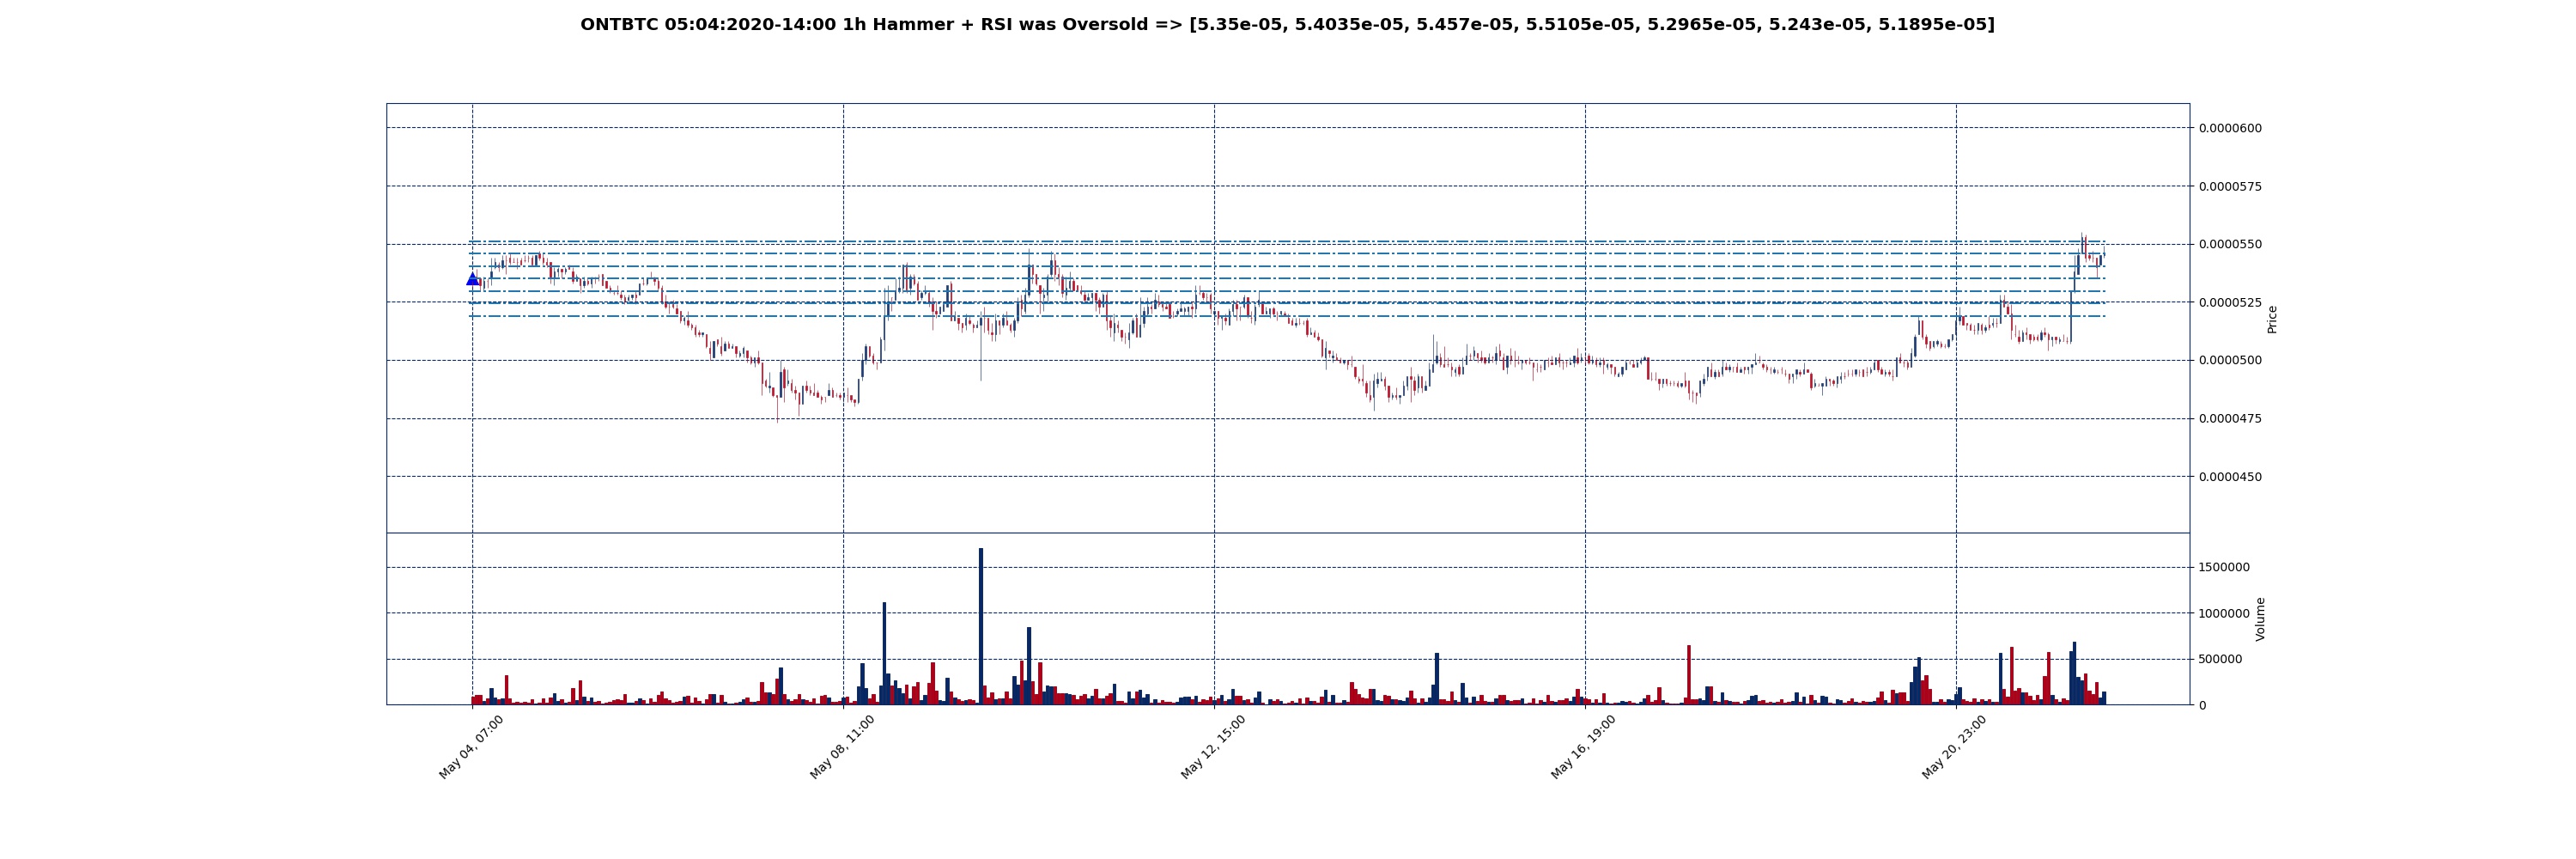 ONTBTC 05:04:2020-14:00 1h Hammer + RSI was Oversold => [5.35e-05, 5.4035e-05, 5.457e-05, 5.5105e-05, 5.2965e-05, 5.243e-05, 5.1895e-05]
0.0000600
0.0000575
0.0000550
0.0000525
0.0000500
0.0000475
0.0000450
Price
1500000
1000000
500000
0
Volume
May 04, 07:00
May 08, 11:00
May 12, 15:00
May 16, 19:00
May 20, 23:00